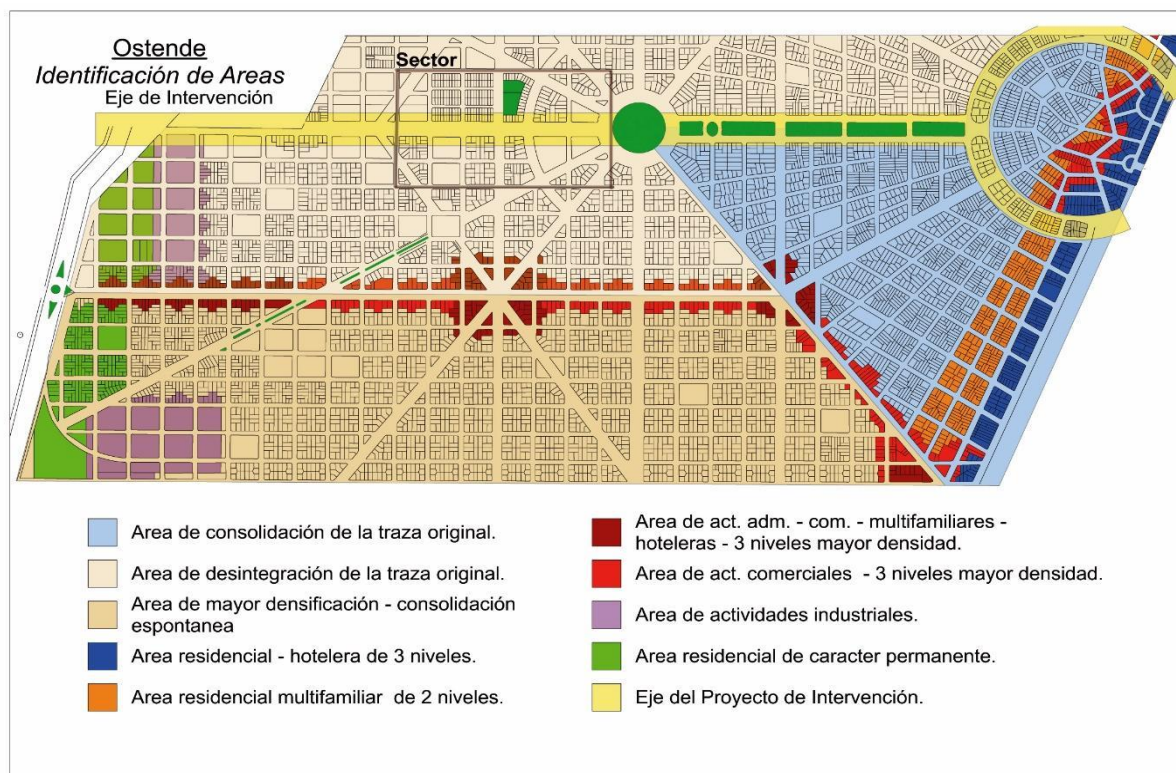 Ostende
Identificación de Areas
Eje de Intervención
Sector
Area de consolidación de la traza original.
Area de desintegración de la traza original.
Area de mayor densificación - consolidación
espontanea
Area residencial - hotelera de 3 niveles.
Area residencial multifamiliar de 2 niveles.
Area de act. adm. - com. - multifamiliares -
hoteleras - 3 niveles mayor densidad.
Area de act. comerciales - 3 niveles mayor densidad.
Area de actividades industriales.
Area residencial de caracter permanente.
Eje del Proyecto de Intervención.